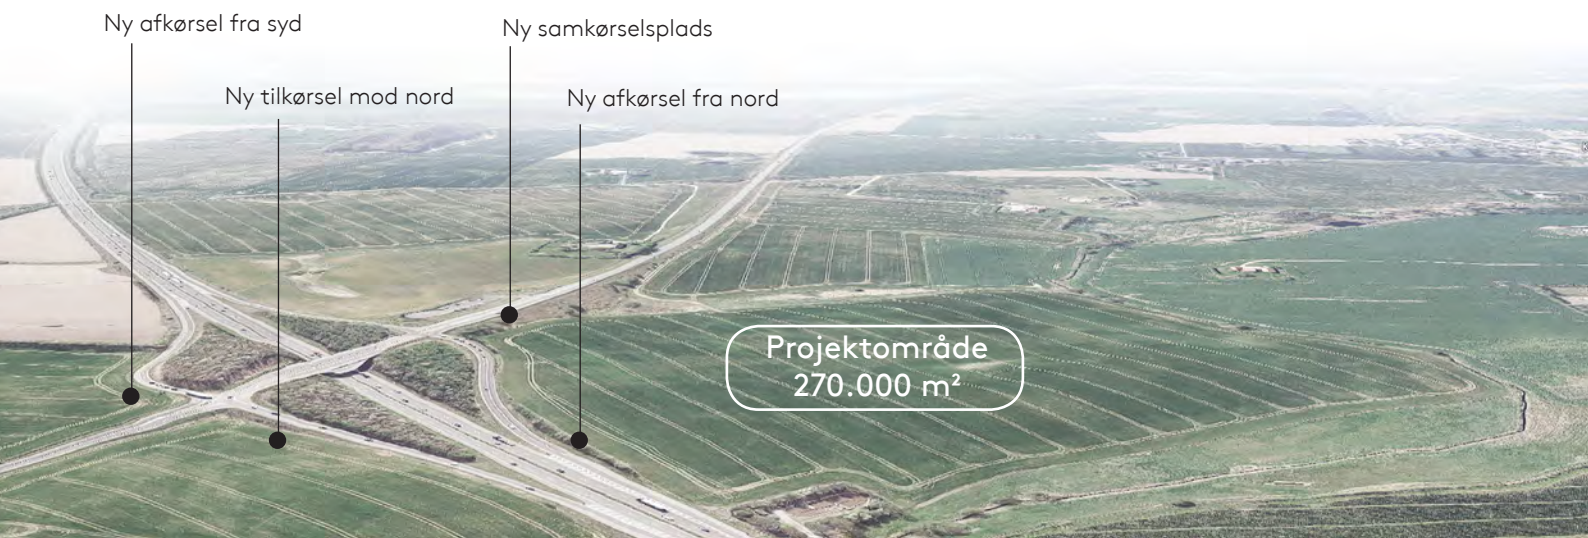 Ny afkørsel fra syd
Ny samkørselsplads
Ny tilkørsel mod nord
Ny afkørsel fra nord
Projektområde
270.000 m²